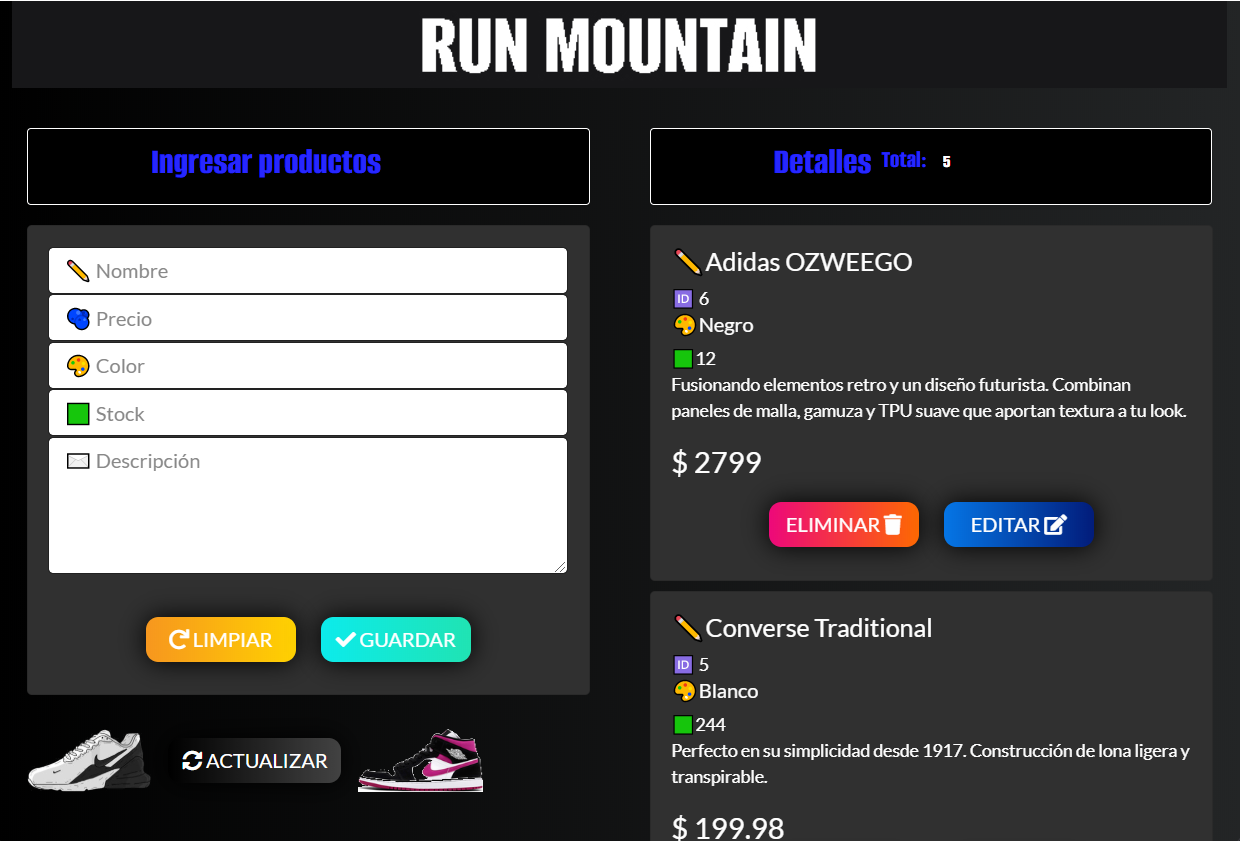 RUN MOUNTAIN
Ingresar productos
Nombre
Precio
Color
Stock
Descripción
LIMPIAR
GUARDAR
ACTUALIZAR
Detalles Total: 5
Adidas OZWEEGO
ID 6
Negro
12
Fusionando elementos retro y un diseño futurista. Combinan
paneles de malla, gamuza y TPU suave que aportan textura a tu look.
$ 2799
ELIMINAR
EDITAR
Converse Traditional
ID 5
Blanco
244
Perfecto en su simplicidad desde 1917. Construcción de lona ligera y
transpirable.
$ 199.98